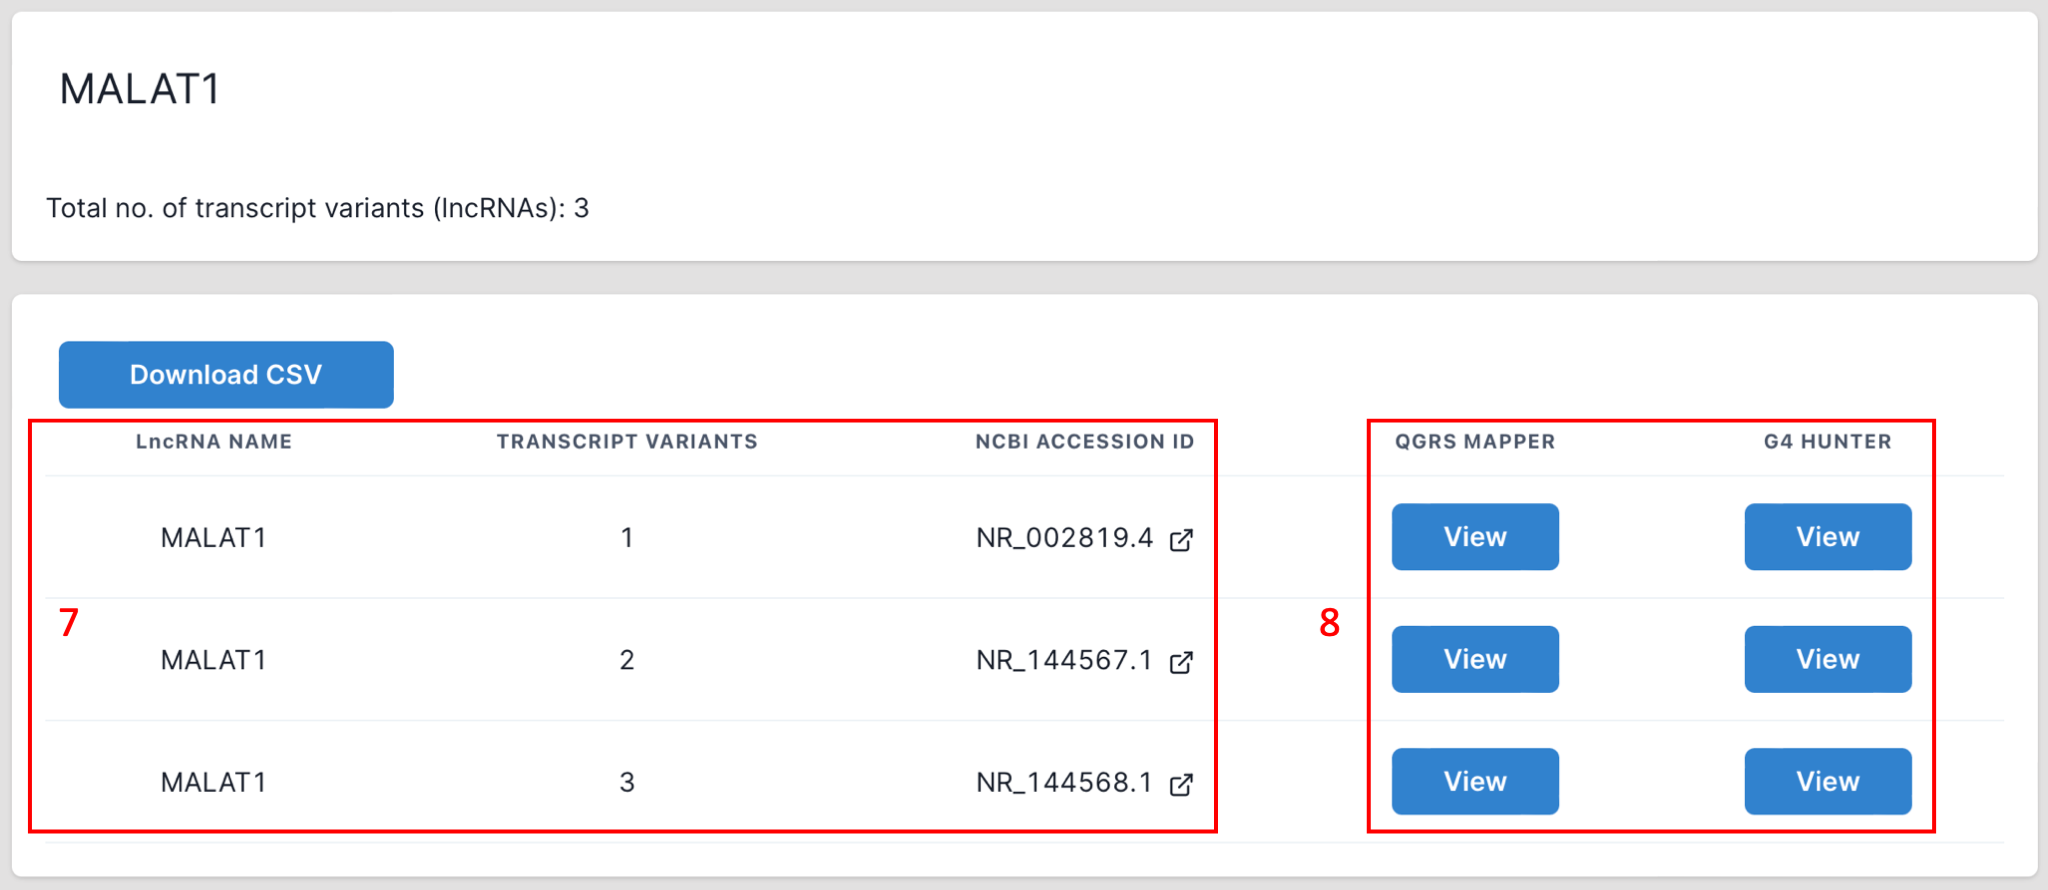 MALAT1
Total no. of transcript variants (lncRNAs): 3
Download CSV
LncRNA NAME TRANSCRIPT VARIANTS NCBI ACCESSION ID QGRS MAPPER G4 HUNTER
MALAT1 1 NR_002819.4 View View
7 8
MALAT1 2 NR_144567.1 View View
MALAT1 3 NR_144568.1 View View